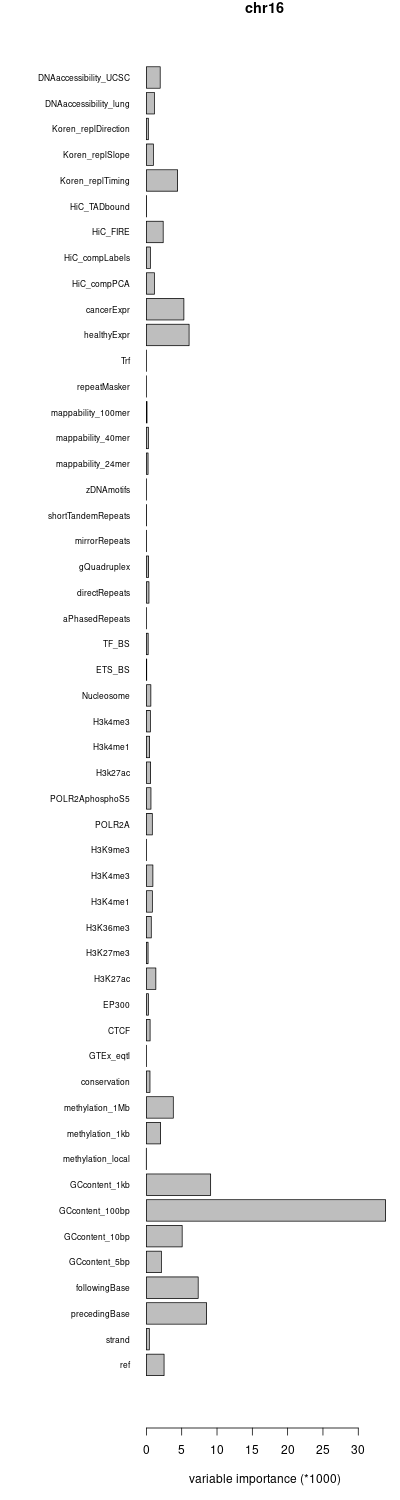 chr16
DNAaccessibility_UCSC
DNAaccessibility_lung
Koren_replDirection
Koren_replSlope
Koren_replTiming
HiC_TADbound
HiC_FIRE
HiC_compLabels
HiC_compPCA
cancerExpr
healthyExpr
Trf
repeatMasker
mappability_100mer
mappability_40mer
mappability_24mer
zDNAmotifs
shortTandemRepeats
mirrorRepeats
gQuadruplex
directRepeats
aPhasedRepeats
TF_BS
ETS_BS
Nucleosome
H3k4me3
H3k4me1
H3k27ac
POLR2AphosphoS5
POLR2A
H3K9me3
H3K4me3
H3K4me1
H3K36me3
H3K27me3
H3K27ac
EP300
CTCF
GTEx_eqtl
conservation
methylation_1Mb
methylation_1kb
methylation_local
GCcontent_1kb
GCcontent_100bp
GCcontent_10bp
GCcontent_5bp
followingBase
precedingBase
strand
ref
0 5 10 15 20 25 30
variable importance (*1000)